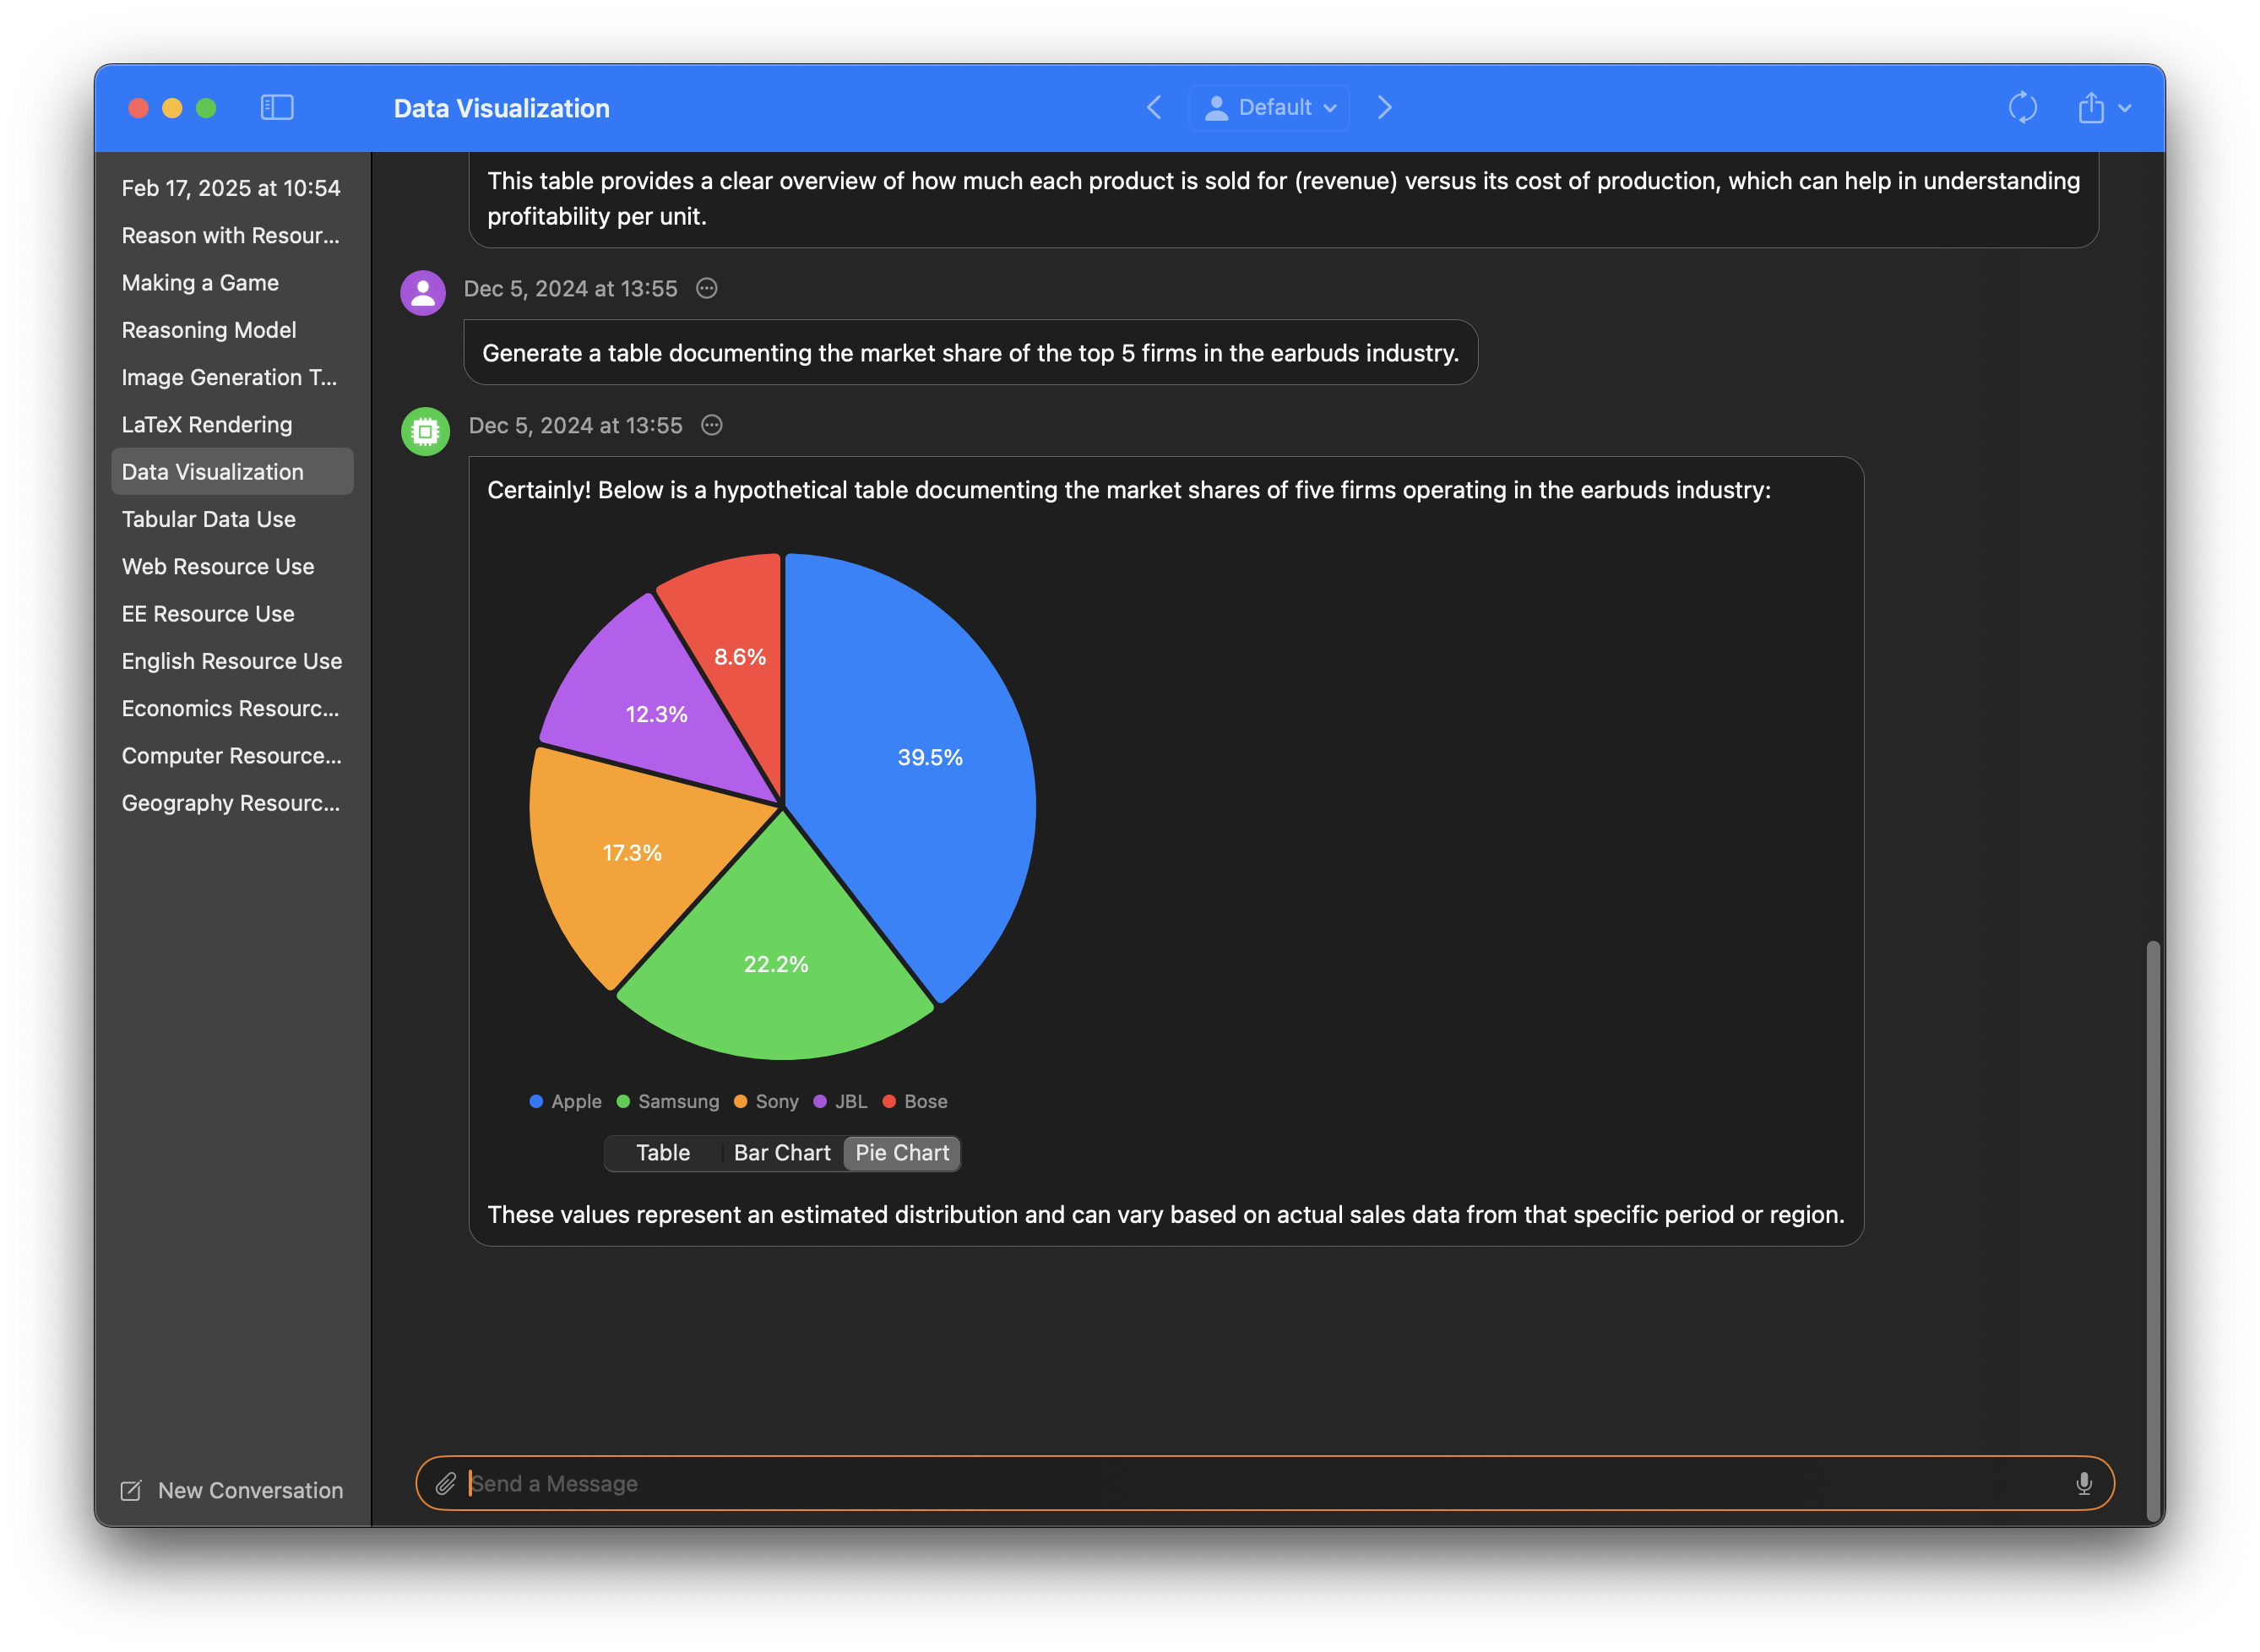 Data Visualization
Default
Feb 17, 2025 at 10:54
Reason with Resour...
Making a Game
Reasoning Model
Image Generation T...
LaTeX Rendering
Data Visualization
Tabular Data Use
Web Resource Use
EE Resource Use
English Resource Use
Economics Resourc...
Computer Resource...
Geography Resourc...
New Conversation
This table provides a clear overview of how much each product is sold for (revenue) versus its cost of production, which can help in understanding
profitability per unit.
Dec 5, 2024 at 13:55
Generate a table documenting the market share of the top 5 firms in the earbuds industry.
Dec 5, 2024 at 13:55
Certainly! Below is a hypothetical table documenting the market shares of five firms operating in the earbuds industry:
8.6%
12.3%
39.5%
17.3%
22.2%
Apple Samsung Sony JBL Bose
Table Bar Chart Pie Chart
These values represent an estimated distribution and can vary based on actual sales data from that specific period or region.
Send a Message